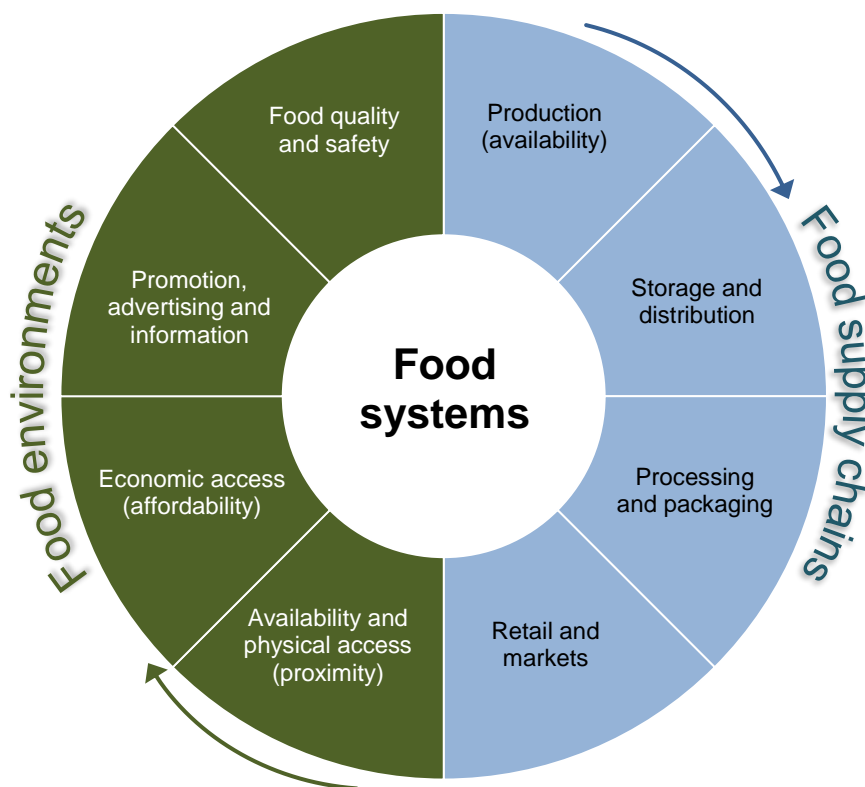 Food systems
Production
(availability)
Storage and
distribution
Processing
and packaging
Retail and
markets
Availability and
physical access
(proximity)
Economic access
(affordability)
Promotion,
advertising and
information
Food quality
and safety
Food supply chains
Food environments